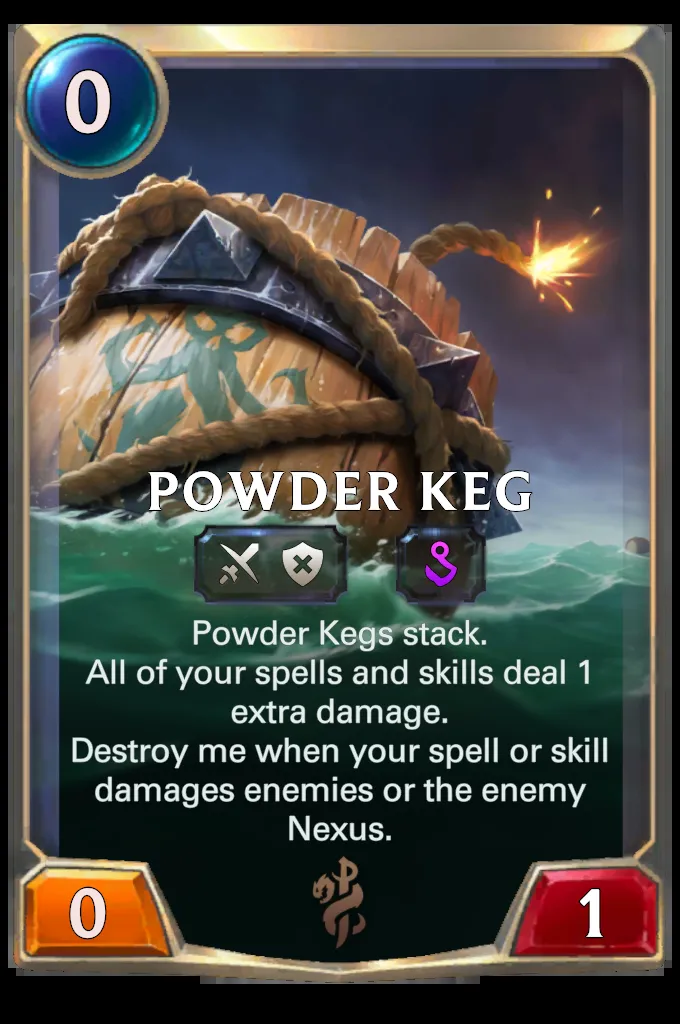 0
POWDER KEG
Powder Kegs stack.
All of your spells and skills deal 1
extra damage.
Destroy me when your spell or skill
damages enemies or the enemy
Nexus.
0
1